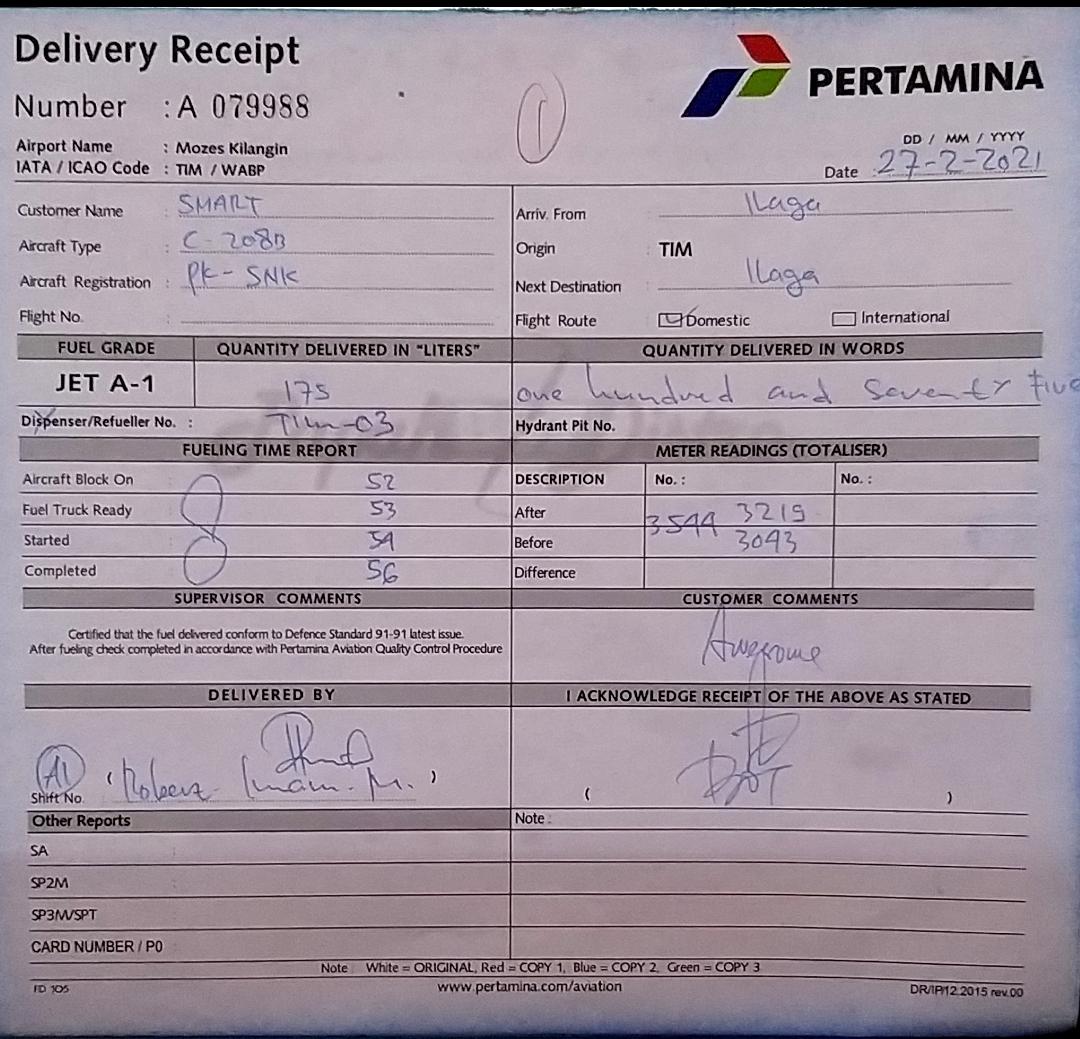 Delivery Receipt
PERTAMINA
Number : A 079988
Airport Name : Mozes Kilangin
IATA / ICAO Code : TIM / WABP
DD / MM / YYYY
Date : 27-2-2021
Customer Name : SMART
Arriv. From Ilaga
Aircraft Type : C-208B
Origin : TIM
Aircraft Registration : PK-SNK
Next Destination Ilaga
Flight No. :
Flight Route Domestic International
FUEL GRADE QUANTITY DELIVERED IN "LITERS" QUANTITY DELIVERED IN WORDS
JET A-1 175 one hundred and seventy five
Dispenser/Refueller No. : TIM-03 Hydrant Pit No.
FUELING TIME REPORT METER READINGS (TOTALISER)
Aircraft Block On 8 52 DESCRIPTION No. : No. :
Fuel Truck Ready 53 After 3544 3219
Started 54 Before 3043
Completed 56 Difference
SUPERVISOR COMMENTS CUSTOMER COMMENTS
Certified that the fuel delivered conform to Defence Standard 91-91 latest issue.
After fueling check completed in accordance with Pertamina Aviation Quality Control Procedure
Awesome
DELIVERED BY I ACKNOWLEDGE RECEIPT OF THE ABOVE AS STATED
A1 ( Robert Imam. M. ) ( )
Shift No.
Other Reports Note :
SA :
SP2M :
SP3M/SPT
CARD NUMBER / PO
Note White = ORIGINAL, Red = COPY 1, Blue = COPY 2, Green = COPY 3
FD 105 www.pertamina.com/aviation DR/IP/12.2015 rev.00